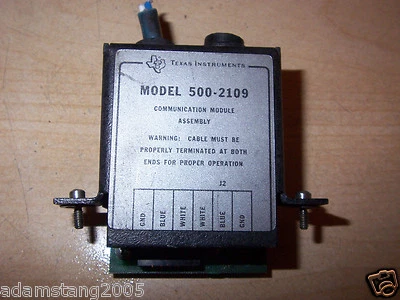 TEXAS INSTRUMENTS
MODEL 500-2109
COMMUNICATION MODULE
ASSEMBLY
WARNING: CABLE MUST BE
PROPERLY TERMINATED AT BOTH
ENDS FOR PROPER OPERATION
J2
GND BLUE WHITE WHITE BLUE GND
adamstang2005